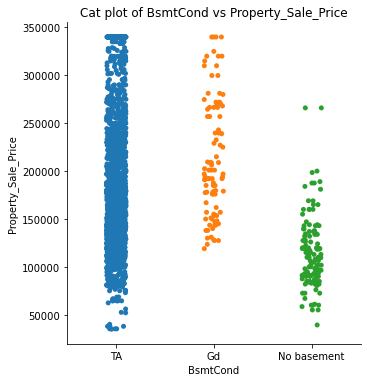 Cat plot of BsmtCond vs Property_Sale_Price
350000
300000
250000
200000
150000
100000
50000
Property_Sale_Price
TA Gd No basement
BsmtCond